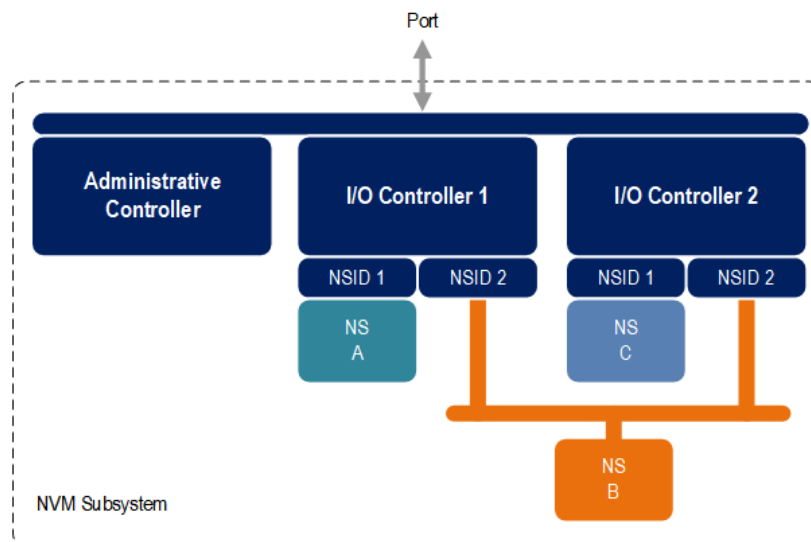 Port
Administrative
Controller
I/O Controller 1
I/O Controller 2
NSID 1
NSID 2
NSID 1
NSID 2
NS
A
NS
C
NS
B
NVM Subsystem